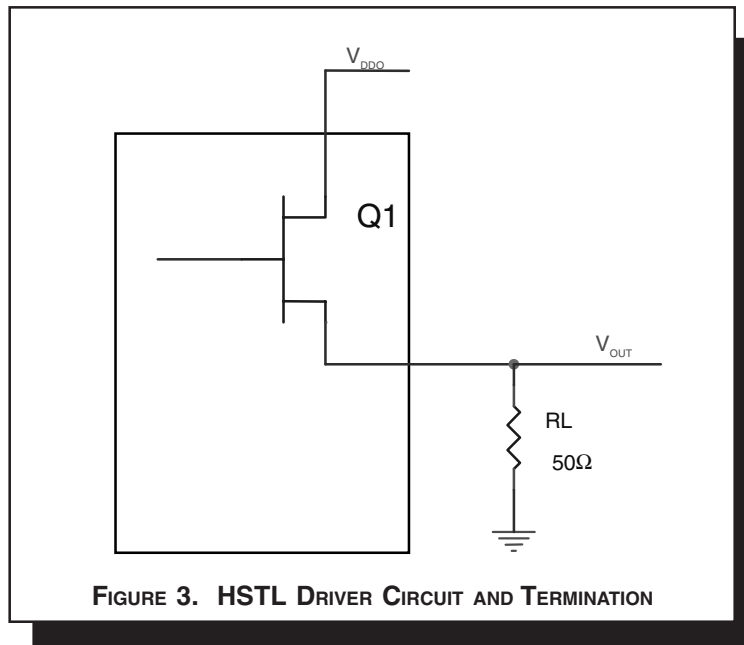 VDDO
Q1
VOUT
RL
50Ω
FIGURE 3. HSTL DRIVER CIRCUIT AND TERMINATION